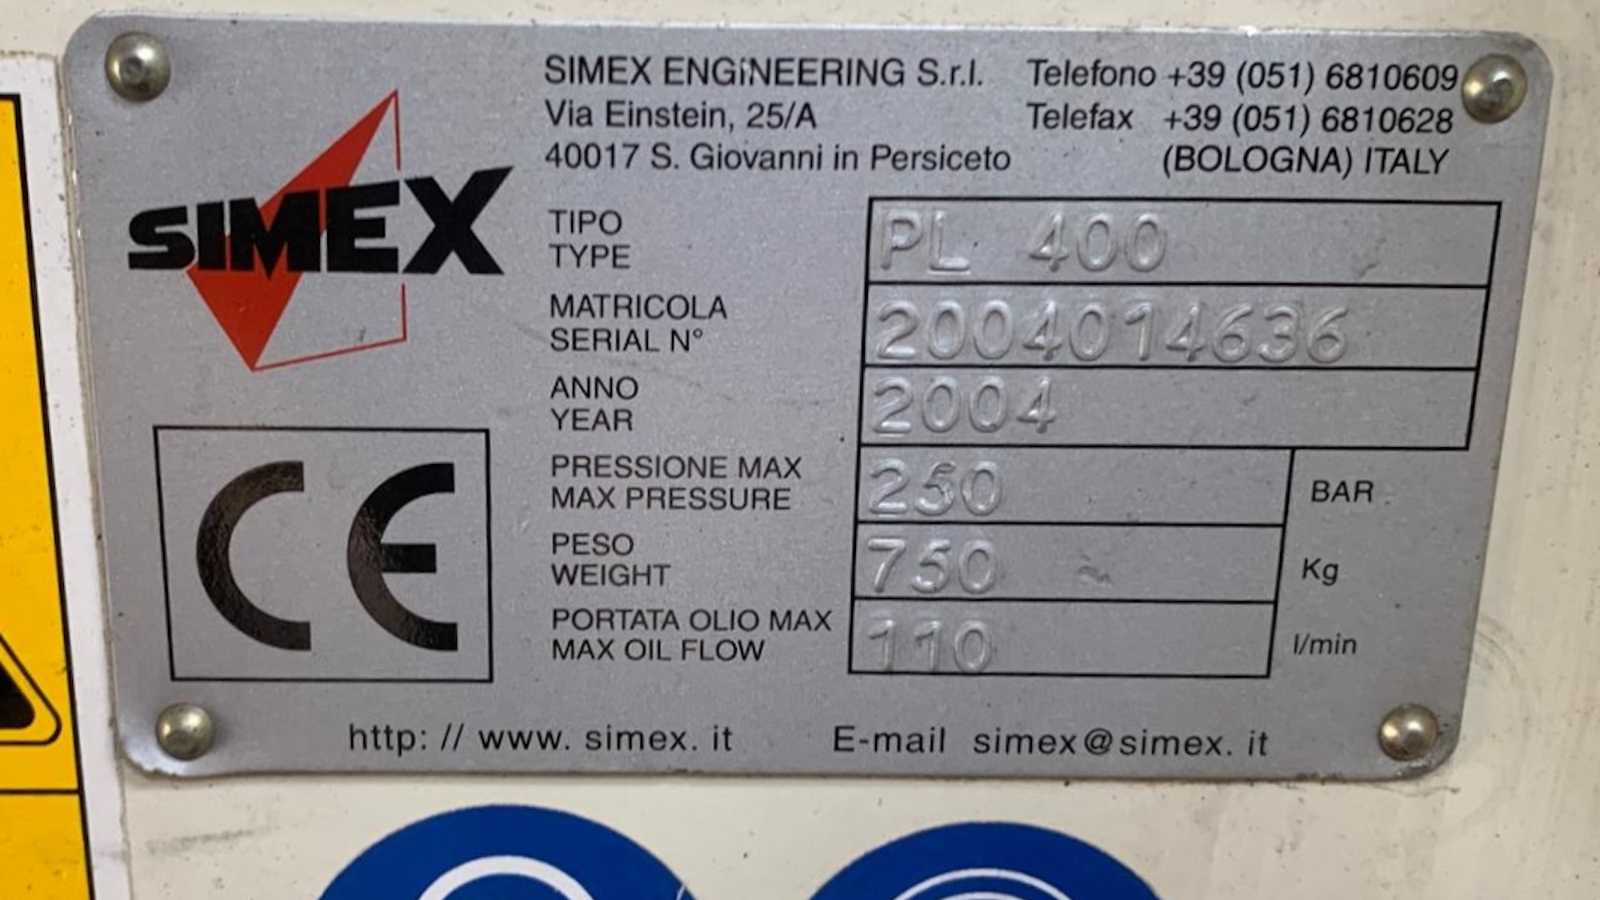 SIMEX ENGINEERING S.r.l. Telefono +39 (051) 6810609
Via Einstein, 25/A Telefax +39 (051) 6810628
40017 S. Giovanni in Persiceto (BOLOGNA) ITALY
SIMEX
TIPO
TYPE
PL 400
MATRICOLA
SERIAL N°
2004014636
ANNO
YEAR
2004
PRESSIONE MAX
MAX PRESSURE
250 BAR
PESO
WEIGHT
750 Kg
PORTATA OLIO MAX
MAX OIL FLOW
110 l/min
CE
http: // www. simex. it E-mail simex@simex. it